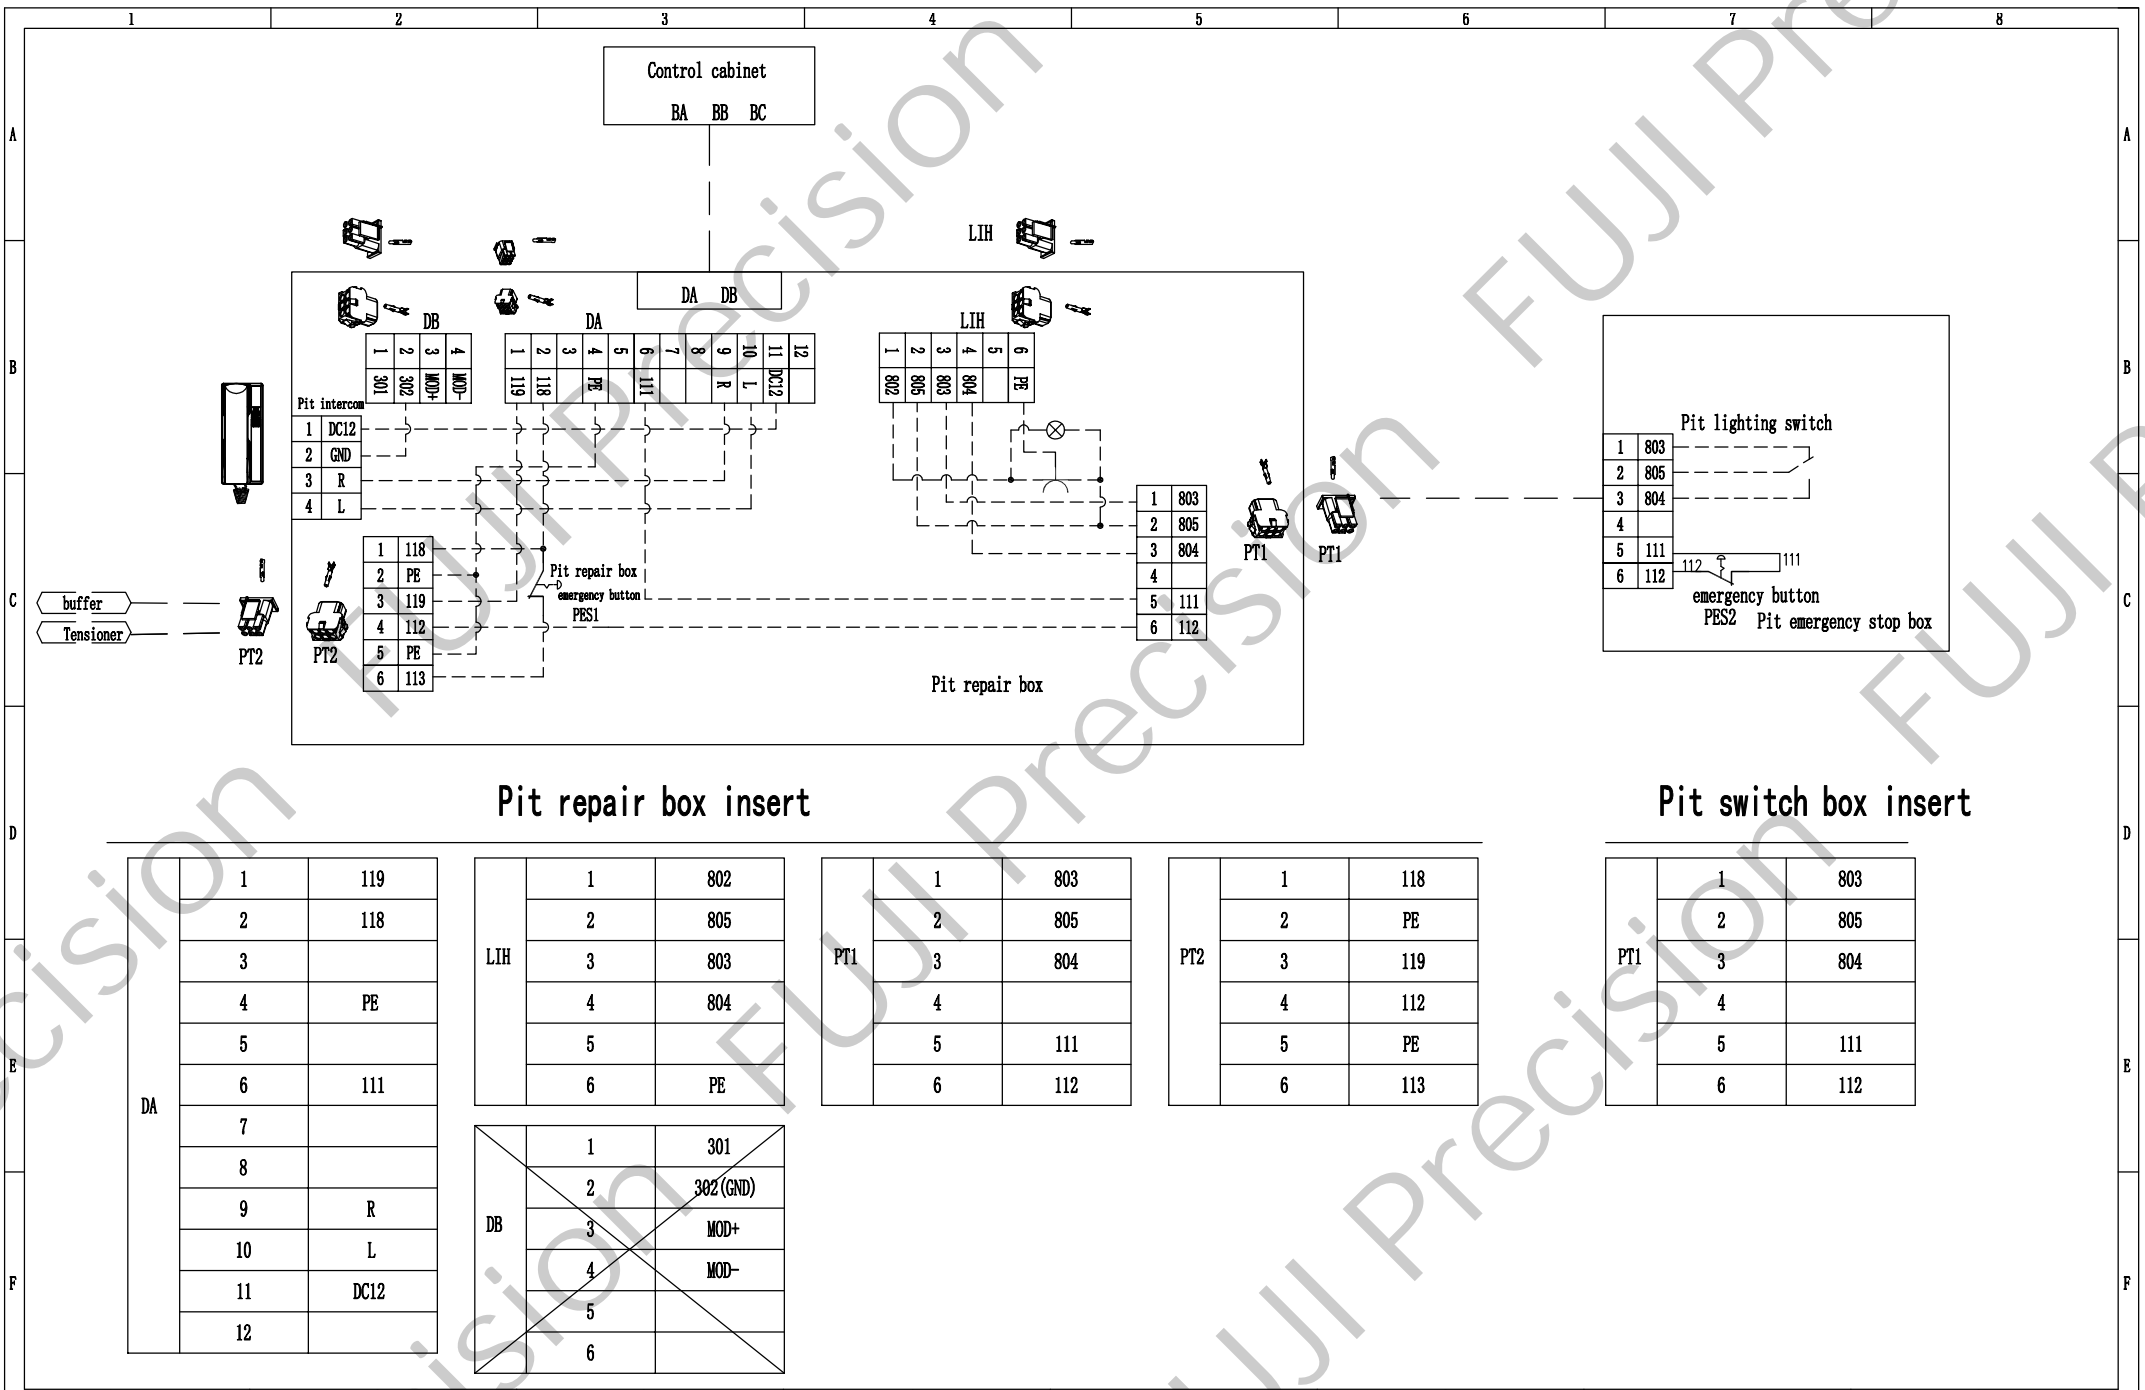 1 2 3 4 5 6 7 8
Control cabinet
BA BB BC
A A
LIH
DA DB
DB DA LIH
1 2 3 4
301 302 MOD+ MOD-
1 2 3 4 5 6 7 8 9 10 11 12
119 118 PE 111 R L DC12
1 2 3 4 5 6
802 805 803 804 PE
B B
Pit intercom
1 DC12
2 GND
3 R
4 L
Pit lighting switch
1 803
2 805
3 804
4
5 111
6 112
112 111
emergency button
PES2
Pit emergency stop box
1 803
2 805
3 804
4
5 111
6 112
PT1 PT1
1 118
2 PE
3 119
4 112
5 PE
6 113
Pit repair box
emergency button
PES1
C C
buffer
Tensioner
PT2 PT2
Pit repair box
Pit repair box insert
Pit switch box insert
D D
DA
1 119
2 118
3
4 PE
5
6 111
7
8
9 R
10 L
11 DC12
12
LIH
1 802
2 805
3 803
4 804
5
6 PE
PT1
1 803
2 805
3 804
4
5 111
6 112
PT2
1 118
2 PE
3 119
4 112
5 PE
6 113
PT1
1 803
2 805
3 804
4
5 111
6 112
E E
DB
1 301
2 302(GND)
3 MOD+
4 MOD-
5
6
F F
FUJI Precision
FUJI Precision
FUJI Precision